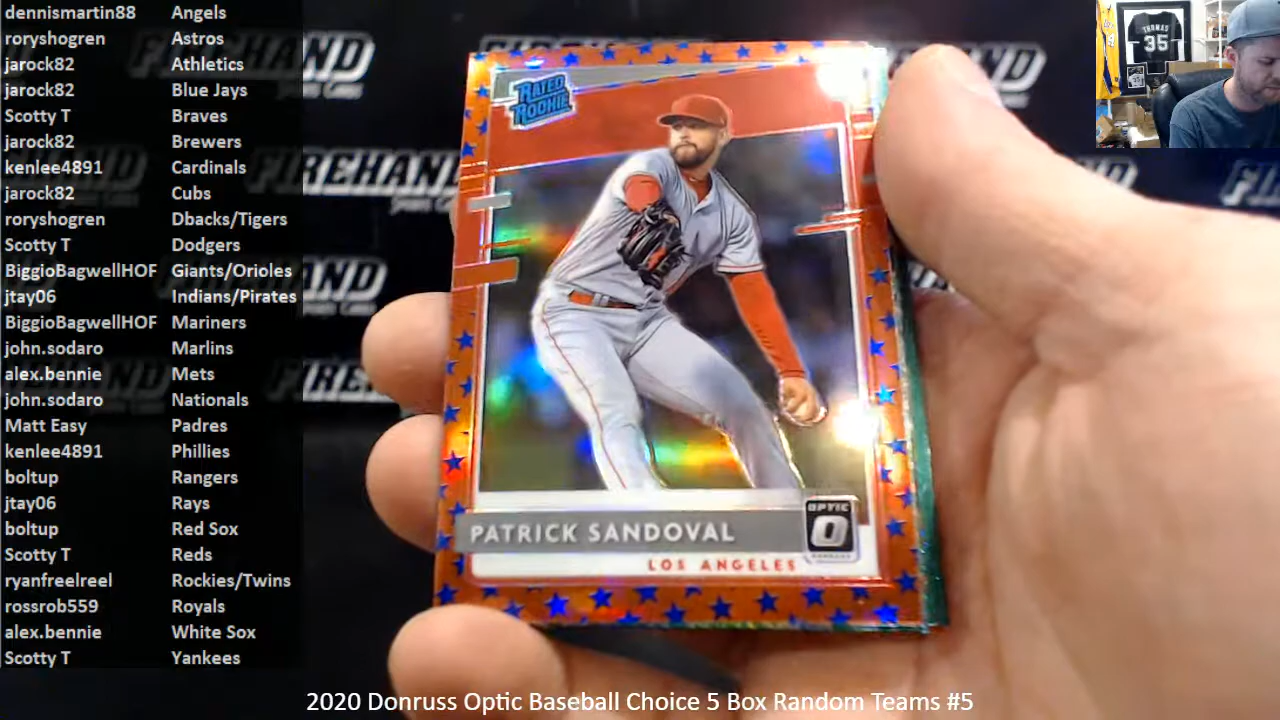 dennismartin88 Angels
roryshogren Astros
jarock82 Athletics
jarock82 Blue Jays
Scotty T Braves
jarock82 Brewers
kenlee4891 Cardinals
jarock82 Cubs
roryshogren Dbacks/Tigers
Scotty T Dodgers
BiggioBagwellHOF Giants/Orioles
jtay06 Indians/Pirates
BiggioBagwellHOF Mariners
john.sodaro Marlins
alex.bennie Mets
john.sodaro Nationals
Matt Easy Padres
kenlee4891 Phillies
boltup Rangers
jtay06 Rays
boltup Red Sox
Scotty T Reds
ryanfreelreel Rockies/Twins
rossrob559 Royals
alex.bennie White Sox
Scotty T Yankees
RATED
ROOKIE
PATRICK SANDOVAL
LOS ANGELES
OPTIC
O
DONRUSS
FIREHAND
THOMAS
35
2020 Donruss Optic Baseball Choice 5 Box Random Teams #5